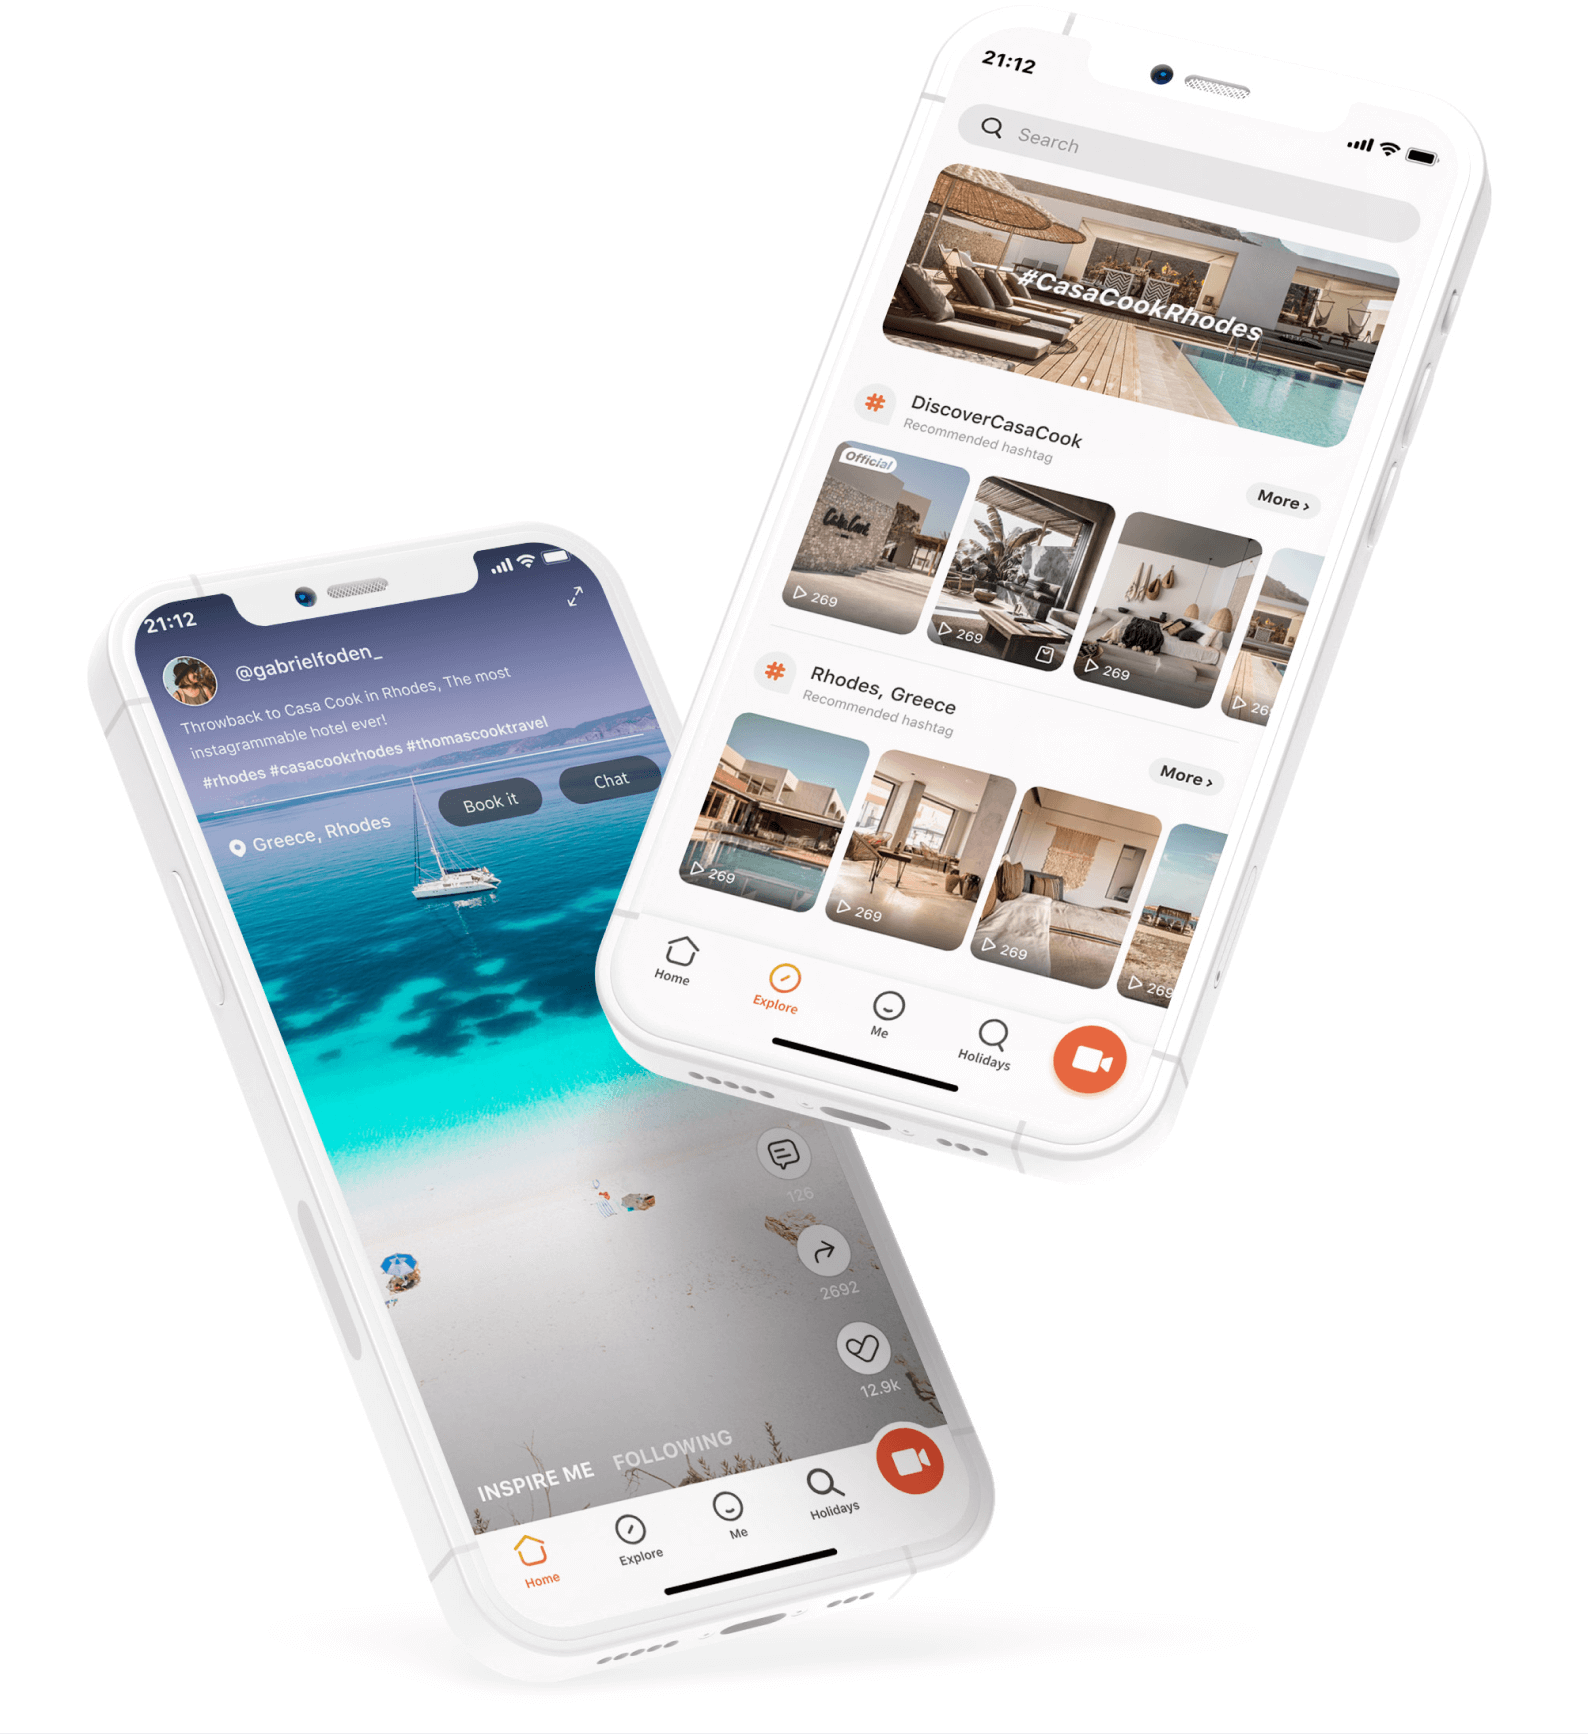 21:12
Search
#CasaCookRhodes
DiscoverCasaCook
Recommended hashtag
More ›
Official
Casa Cook
269
269
269
26
Rhodes, Greece
Recommended hashtag
More ›
269
269
269
269
Home
Explore
Me
Holidays
21:12
@gabrielfoden_
Throwback to Casa Cook in Rhodes, The most
instagrammable hotel ever!
#rhodes #casacookrhodes #thomascooktravel
Book it
Chat
Greece, Rhodes
126
2692
12.9k
INSPIRE ME FOLLOWING
Home
Explore
Me
Holidays